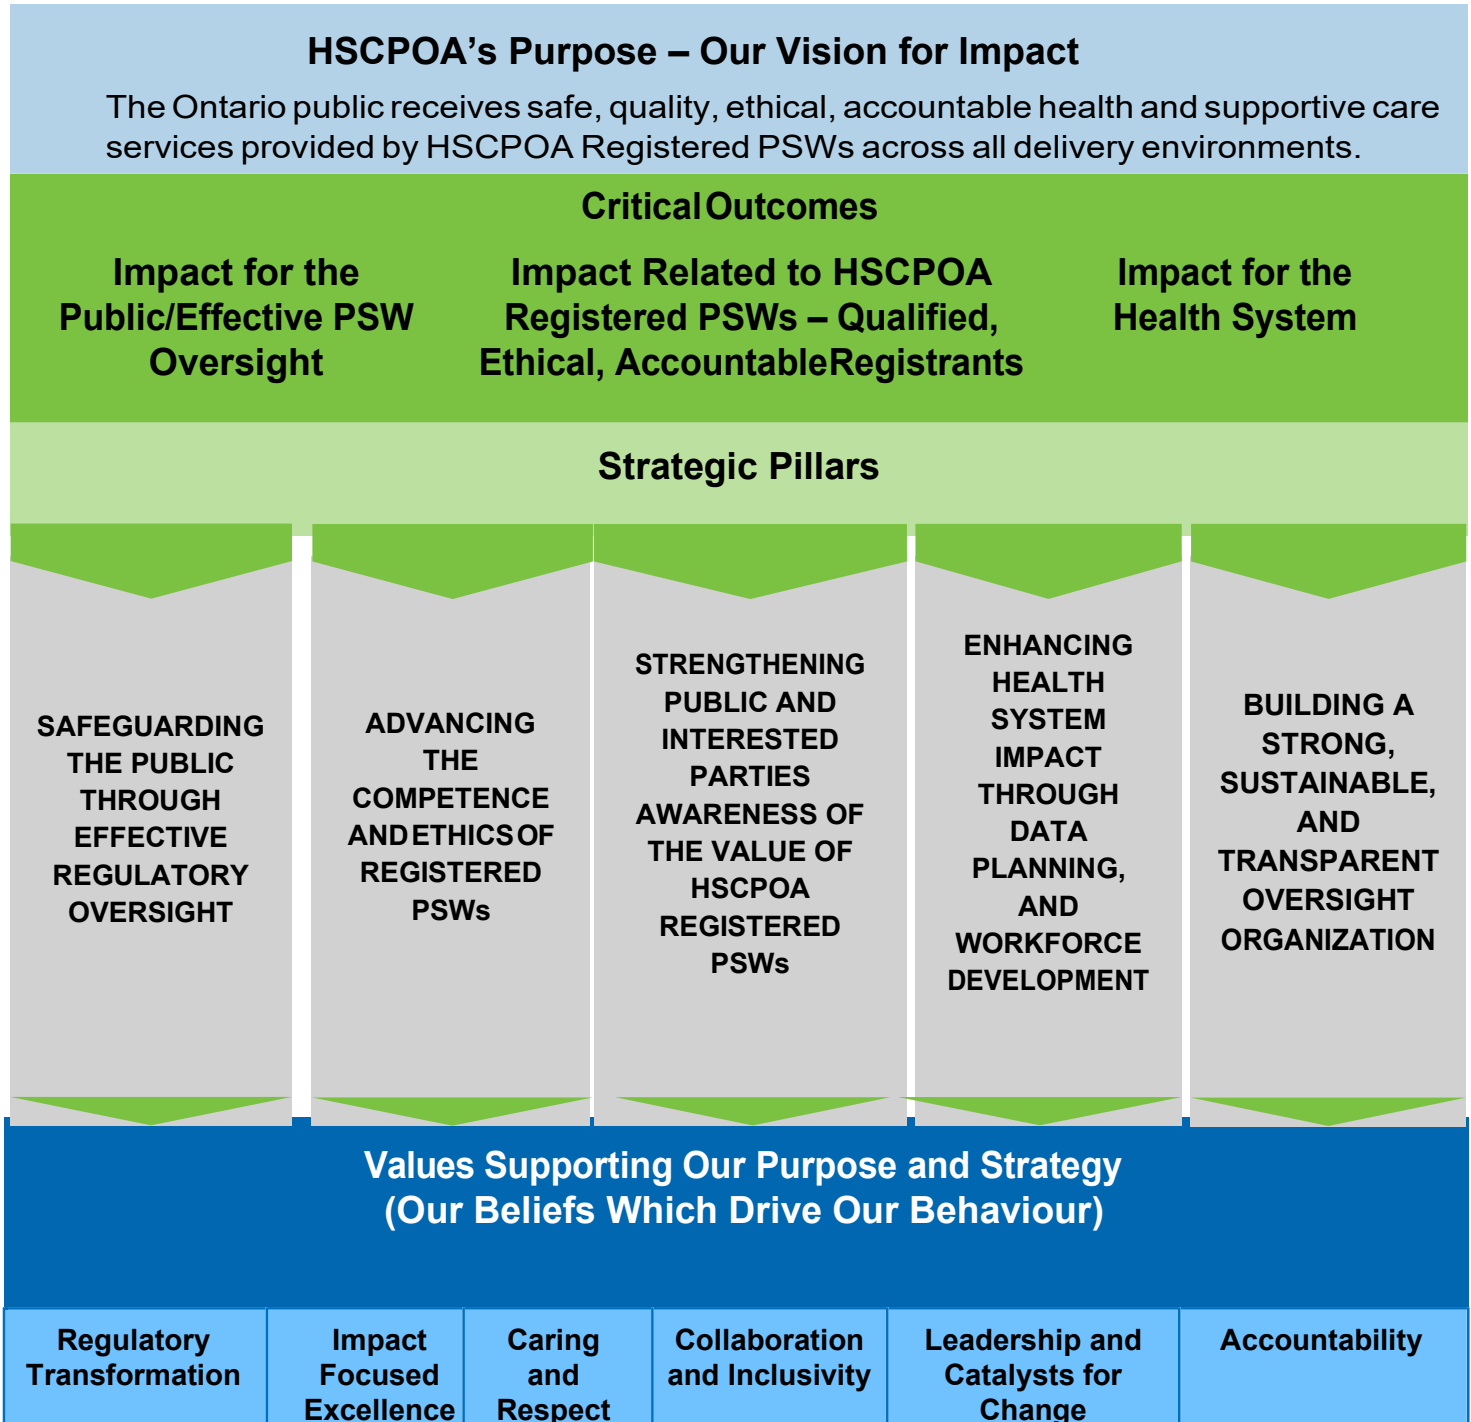 HSCPOA’s Purpose – Our Vision for Impact
The Ontario public receives safe, quality, ethical, accountable health and supportive care
services provided by HSCPOA Registered PSWs across all delivery environments.
Critical Outcomes
Impact for the
Public/Effective PSW
Oversight
Impact Related to HSCPOA
Registered PSWs – Qualified,
Ethical, Accountable Registrants
Impact for the
Health System
Strategic Pillars
SAFEGUARDING
THE PUBLIC
THROUGH
EFFECTIVE
REGULATORY
OVERSIGHT
ADVANCING
THE
COMPETENCE
AND ETHICS OF
REGISTERED
PSWs
STRENGTHENING
PUBLIC AND
INTERESTED
PARTIES
AWARENESS OF
THE VALUE OF
HSCPOA
REGISTERED
PSWs
ENHANCING
HEALTH
SYSTEM
IMPACT
THROUGH
DATA
PLANNING,
AND
WORKFORCE
DEVELOPMENT
BUILDING A
STRONG,
SUSTAINABLE,
AND
TRANSPARENT
OVERSIGHT
ORGANIZATION
Values Supporting Our Purpose and Strategy
(Our Beliefs Which Drive Our Behaviour)
Regulatory
Transformation
Impact
Focused
Excellence
Caring
and
Respect
Collaboration
and Inclusivity
Leadership and
Catalysts for
Change
Accountability